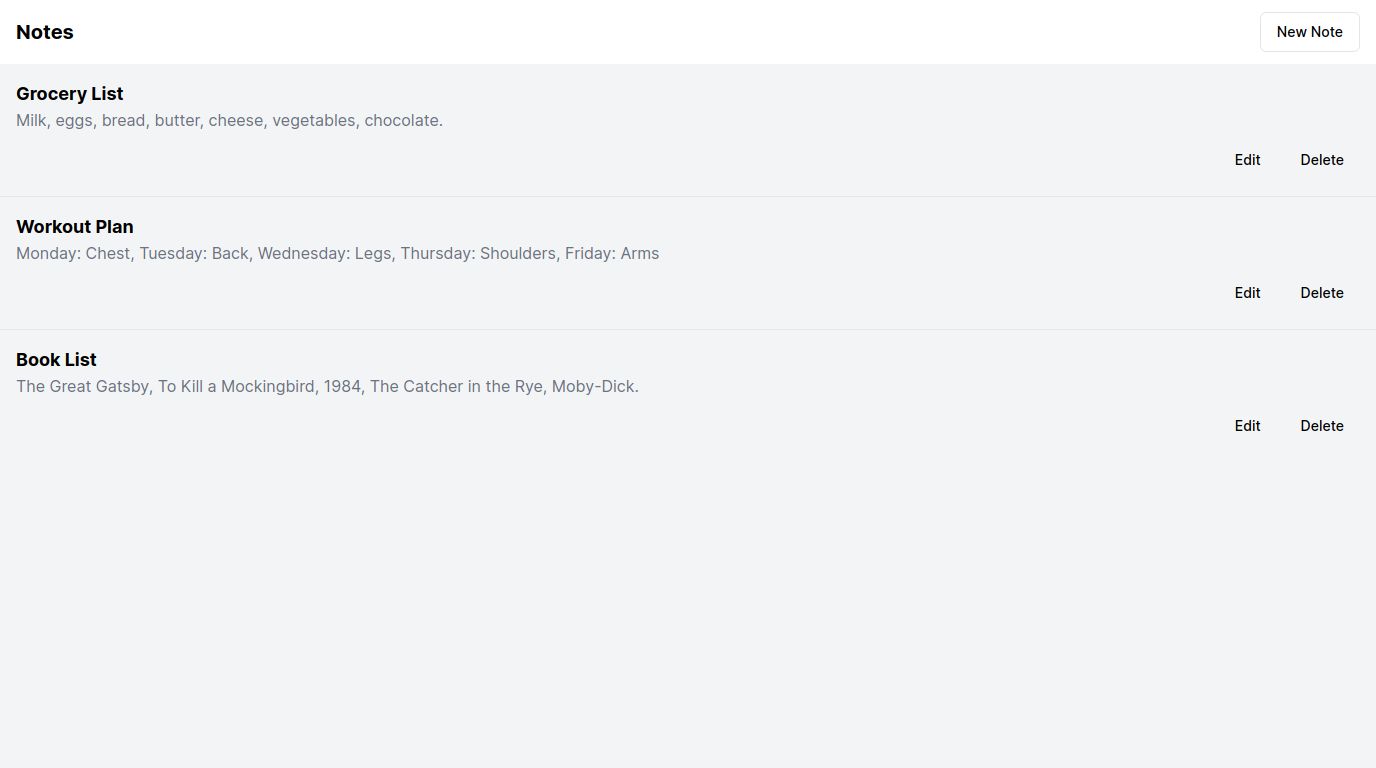 Notes
New Note
Grocery List
Milk, eggs, bread, butter, cheese, vegetables, chocolate.
Edit Delete
Workout Plan
Monday: Chest, Tuesday: Back, Wednesday: Legs, Thursday: Shoulders, Friday: Arms
Edit Delete
Book List
The Great Gatsby, To Kill a Mockingbird, 1984, The Catcher in the Rye, Moby-Dick.
Edit Delete